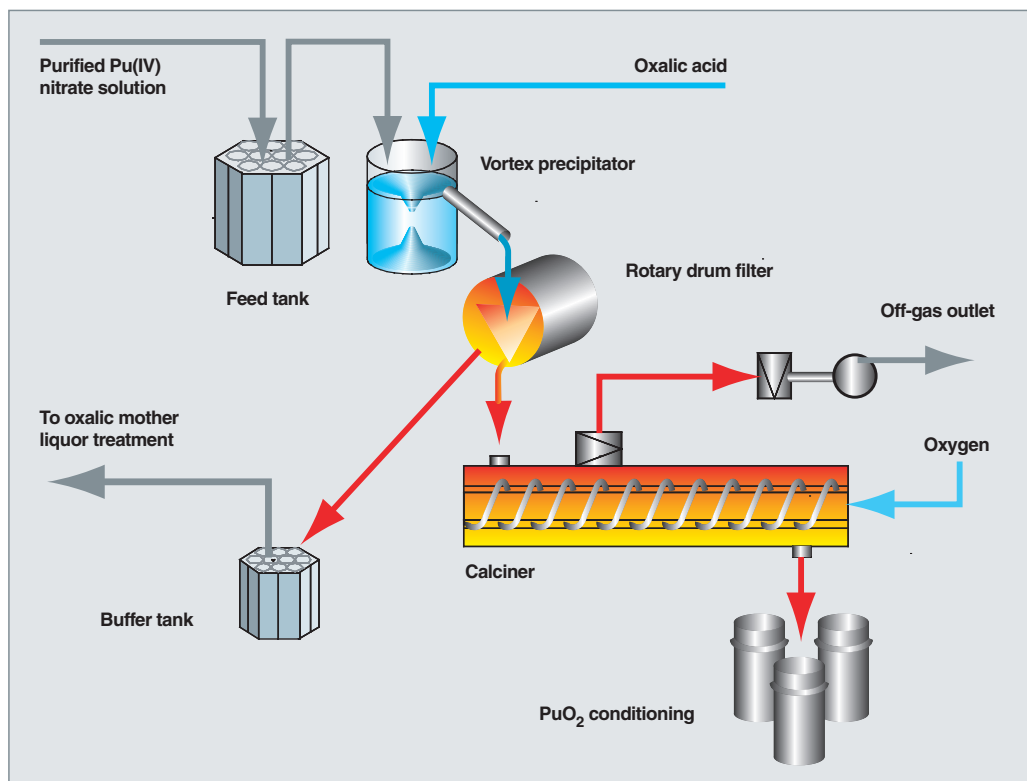 Purified Pu(IV)
nitrate solution
Oxalic acid
Vortex precipitator
Feed tank
Rotary drum filter
Off-gas outlet
To oxalic mother
liquor treatment
Oxygen
Calciner
Buffer tank
PuO2 conditioning